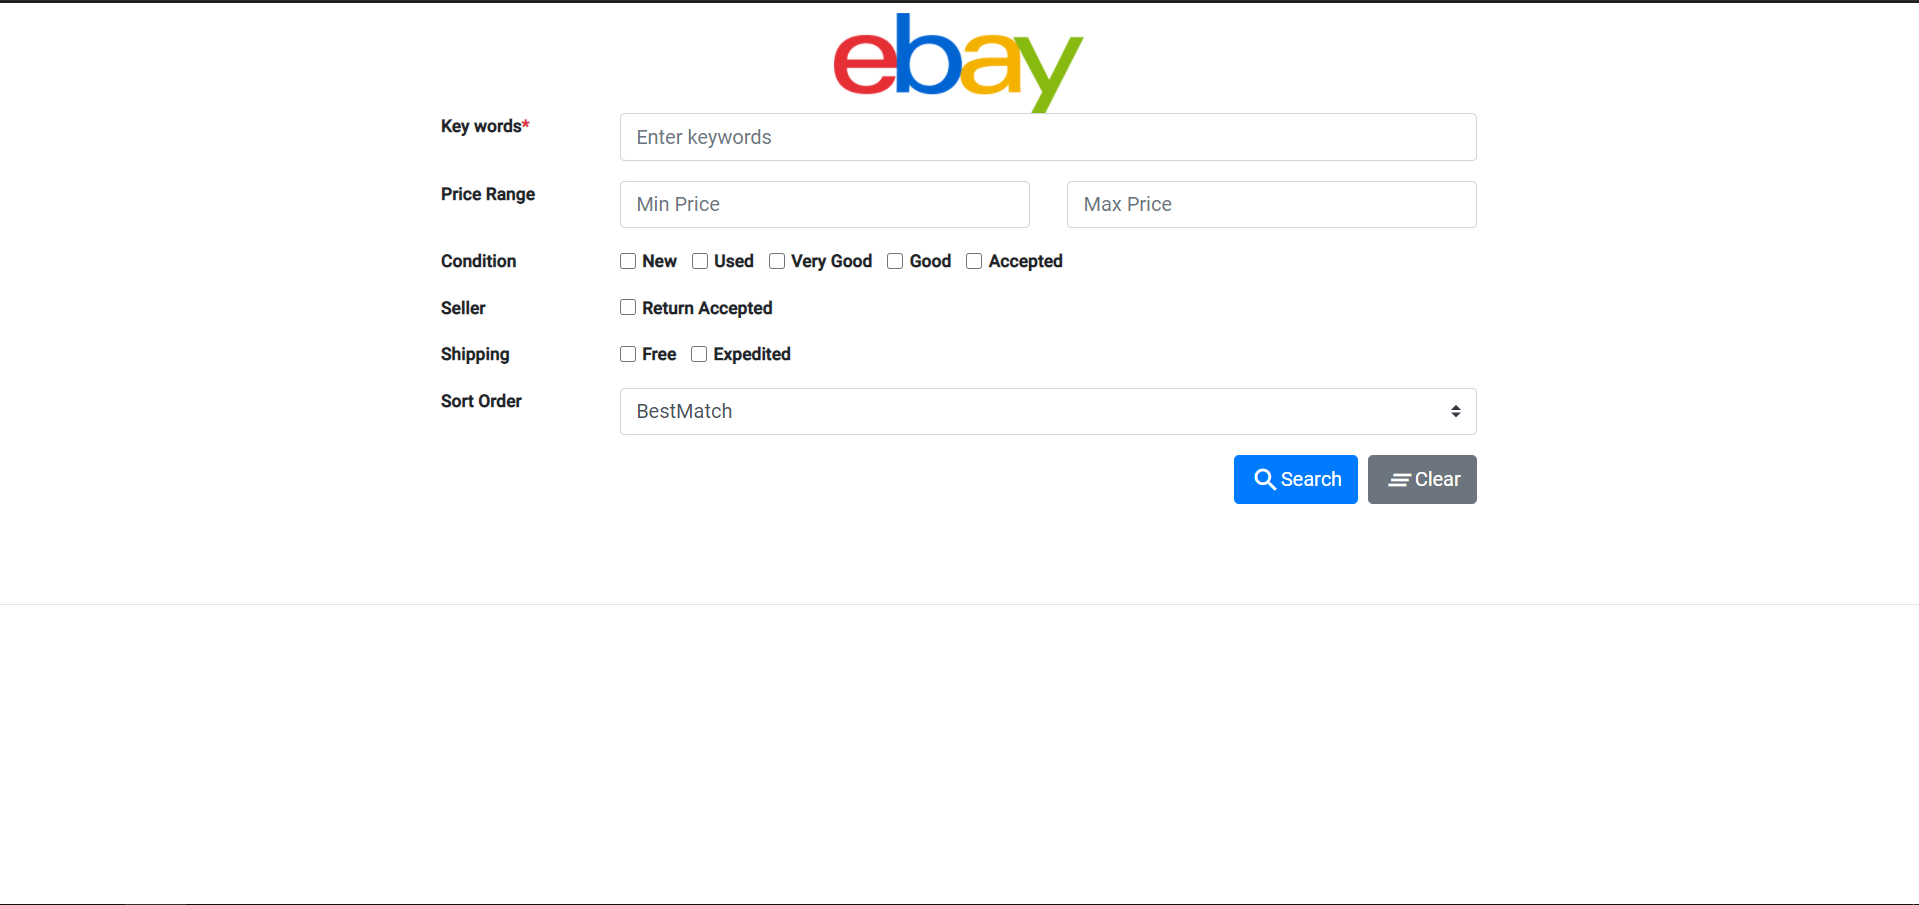 ebay
Key words*
Enter keywords
Price Range
Min Price Max Price
Condition
New Used Very Good Good Accepted
Seller
Return Accepted
Shipping
Free Expedited
Sort Order
BestMatch
Search Clear